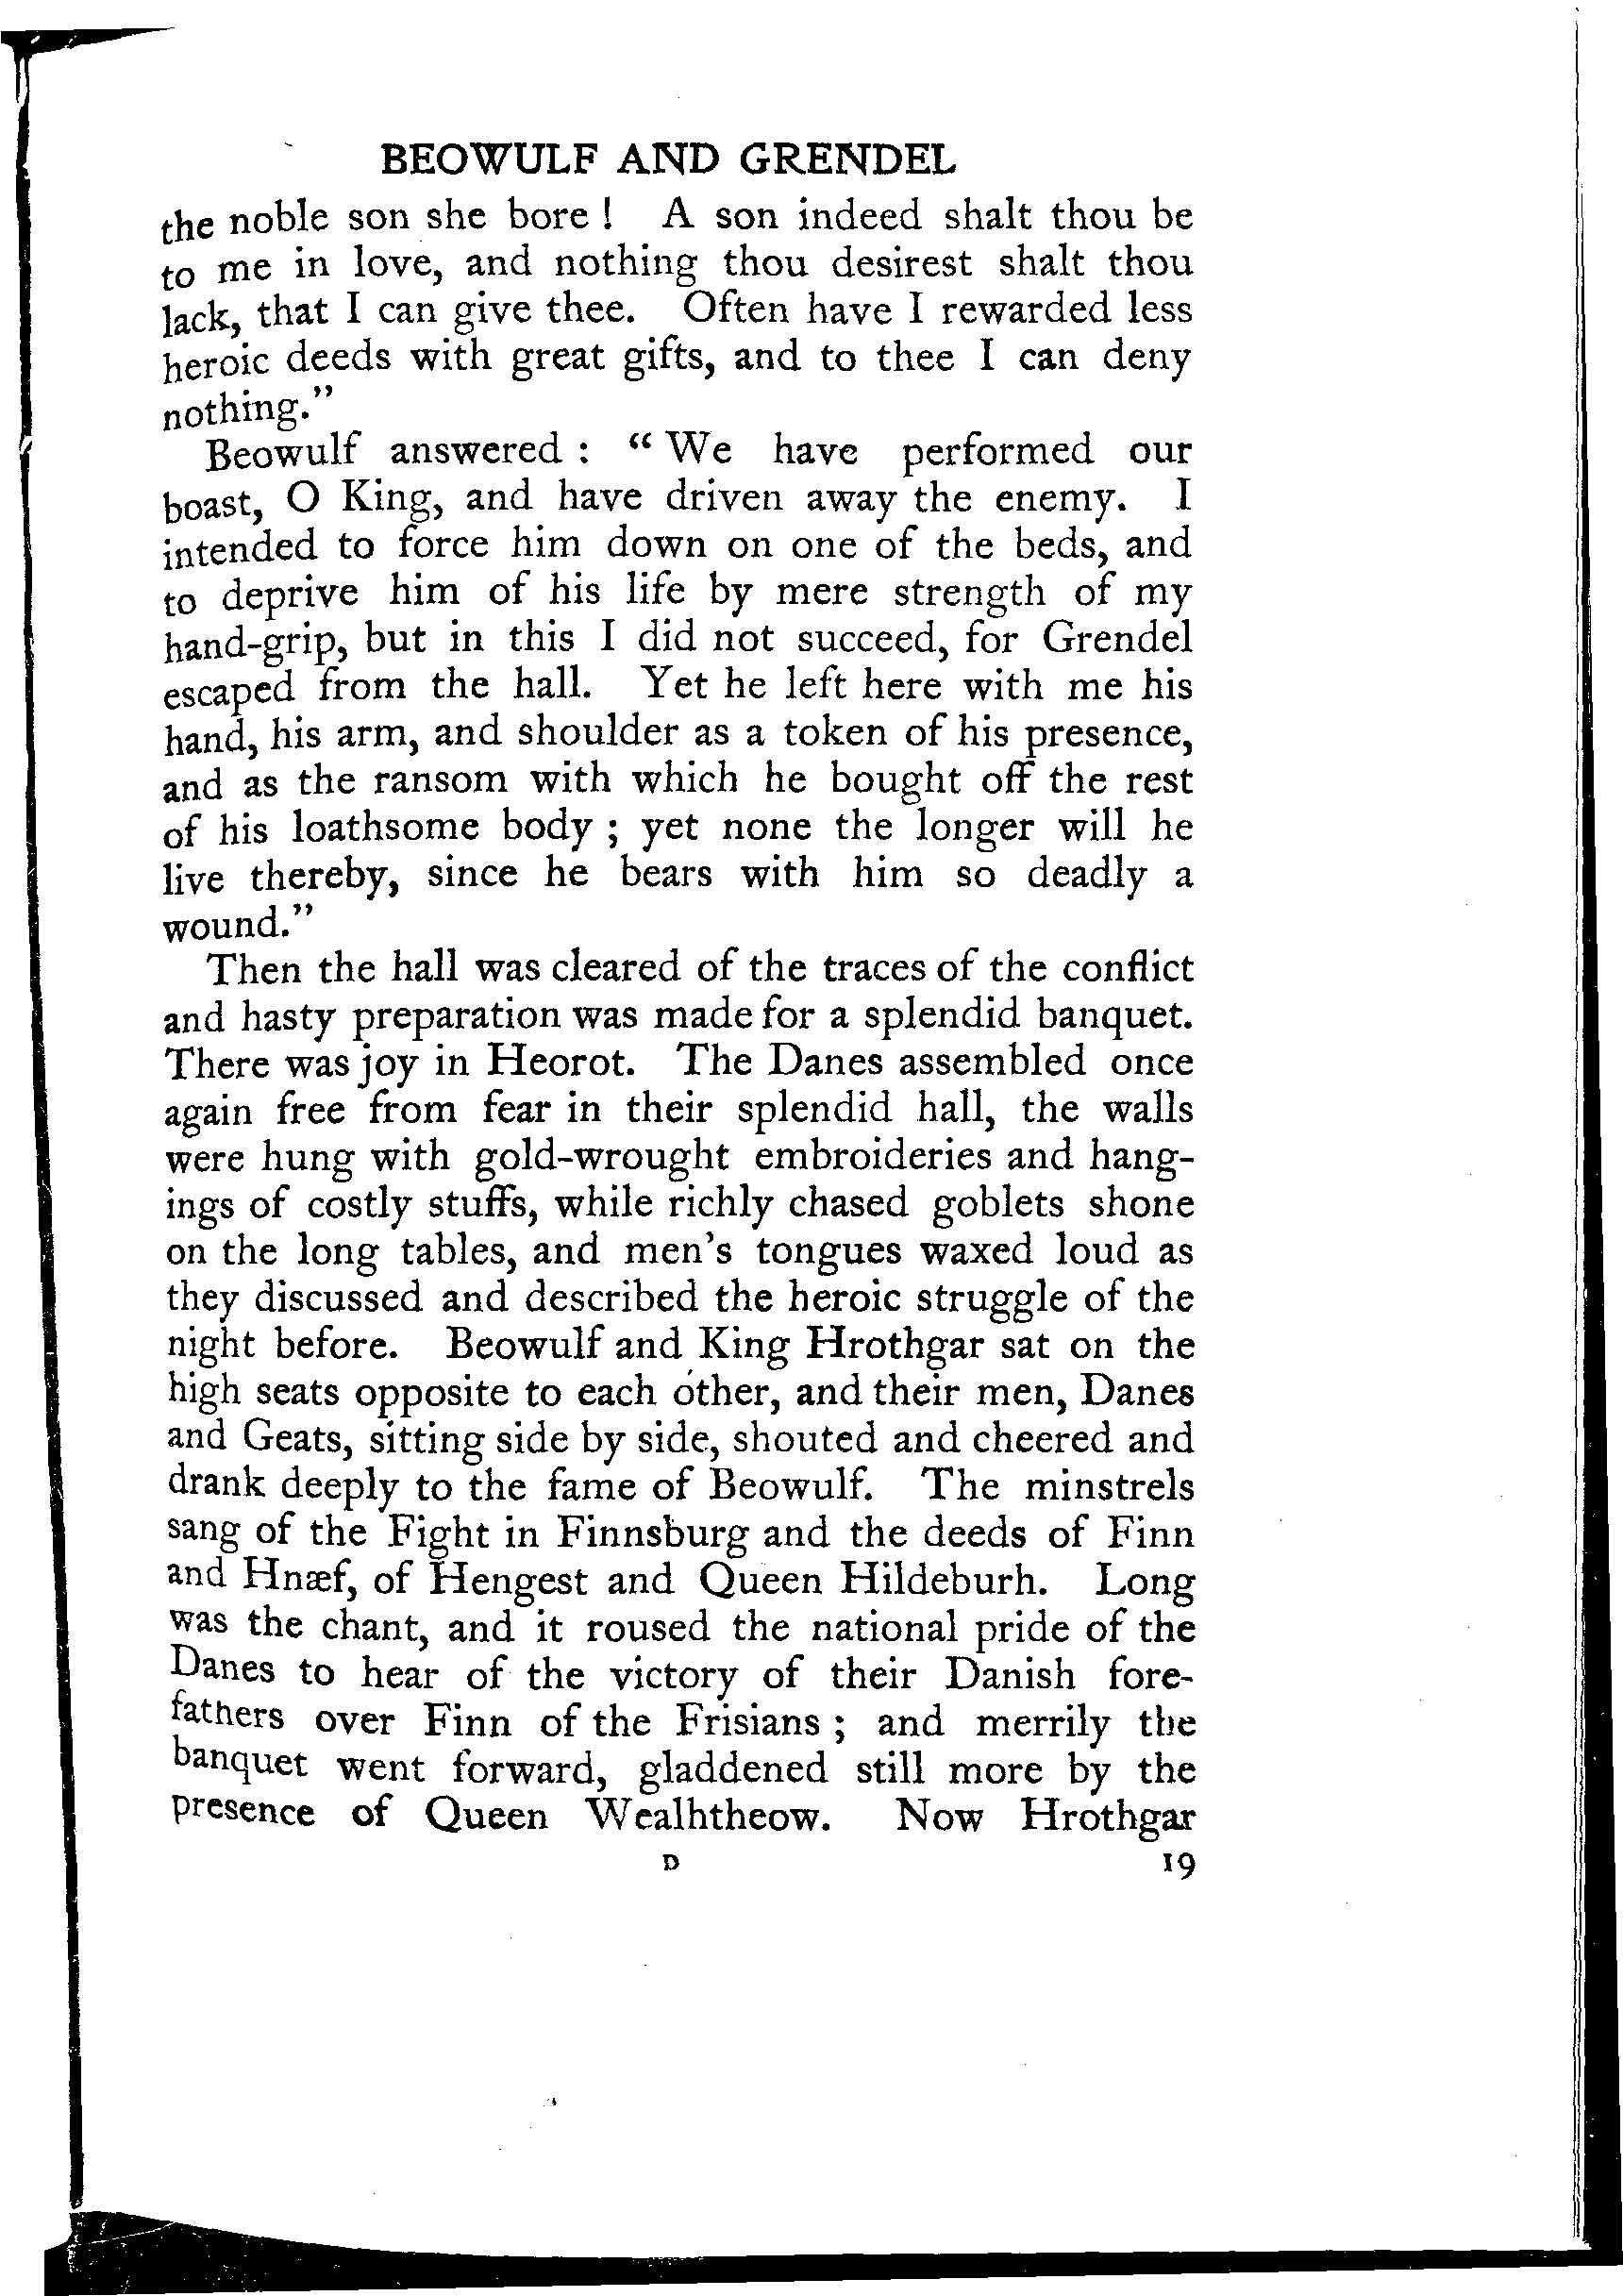 BEOWULF AND GRENDEL
the noble son she bore ! A son indeed shalt thou be
to me in love, and nothing thou desirest shalt thou
lack, that I can give thee. Often have I rewarded less
heroic deeds with great gifts, and to thee I can deny
nothing.”
Beowulf answered : “ We have performed our
boast, O King, and have driven away the enemy. I
intended to force him down on one of the beds, and
to deprive him of his life by mere strength of my
hand-grip, but in this I did not succeed, for Grendel
escaped from the hall. Yet he left here with me his
hand, his arm, and shoulder as a token of his presence,
and as the ransom with which he bought off the rest
of his loathsome body ; yet none the longer will he
live thereby, since he bears with him so deadly a
wound.”
Then the hall was cleared of the traces of the conflict
and hasty preparation was made for a splendid banquet.
There was joy in Heorot. The Danes assembled once
again free from fear in their splendid hall, the walls
were hung with gold-wrought embroideries and hang-
ings of costly stuffs, while richly chased goblets shone
on the long tables, and men’s tongues waxed loud as
they discussed and described the heroic struggle of the
night before. Beowulf and King Hrothgar sat on the
high seats opposite to each other, and their men, Danes
and Geats, sitting side by side, shouted and cheered and
drank deeply to the fame of Beowulf. The minstrels
sang of the Fight in Finnsburg and the deeds of Finn
and Hnæf, of Hengest and Queen Hildeburh. Long
was the chant, and it roused the national pride of the
Danes to hear of the victory of their Danish fore-
fathers over Finn of the Frisians ; and merrily the
banquet went forward, gladdened still more by the
presence of Queen Wealhtheow. Now Hrothgar
D 19